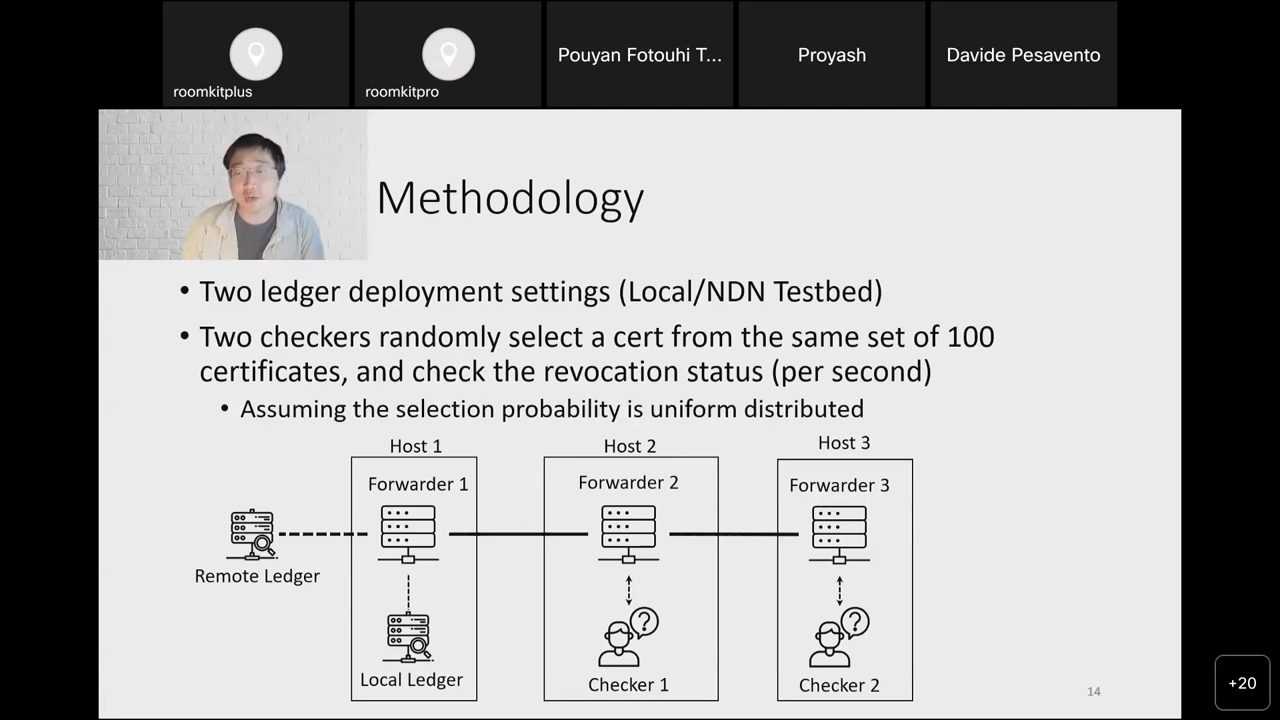 roomkitplus
roomkitpro
Pouyan Fotouhi T...
Proyash
Davide Pesavento
Methodology
• Two ledger deployment settings (Local/NDN Testbed)
• Two checkers randomly select a cert from the same set of 100
certificates, and check the revocation status (per second)
• Assuming the selection probability is uniform distributed
Host 1
Host 2
Host 3
Forwarder 1
Forwarder 2
Forwarder 3
Remote Ledger
Local Ledger
?
Checker 1
?
Checker 2
14
+20